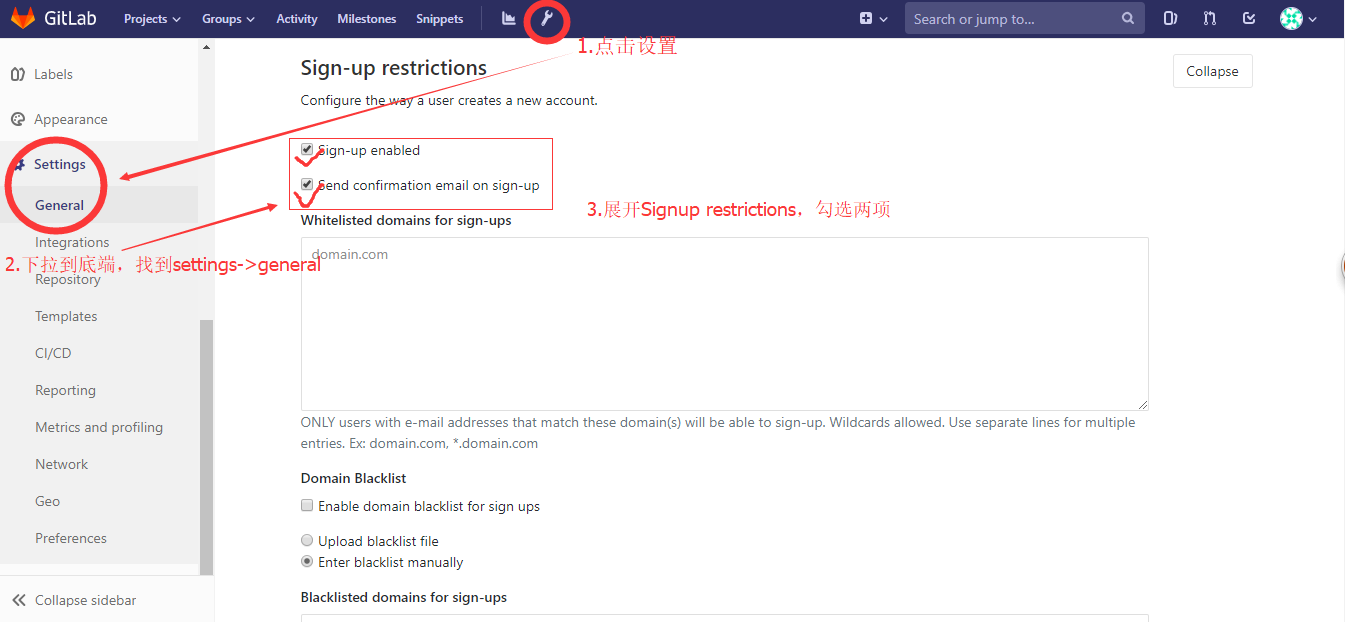 GitLab Projects Groups Activity Milestones Snippets Search or jump to...
1.点击设置
Labels
Appearance
Settings
General
Integrations
2.下拉到底端，找到settings->general
Repository
Templates
CI/CD
Reporting
Metrics and profiling
Network
Geo
Preferences
Collapse sidebar
Sign-up restrictions
Collapse
Configure the way a user creates a new account.
Sign-up enabled
Send confirmation email on sign-up
3.展开Signup restrictions，勾选两项
Whitelisted domains for sign-ups
domain.com
ONLY users with e-mail addresses that match these domain(s) will be able to sign-up. Wildcards allowed. Use separate lines for multiple
entries. Ex: domain.com, *.domain.com
Domain Blacklist
Enable domain blacklist for sign ups
Upload blacklist file
Enter blacklist manually
Blacklisted domains for sign-ups